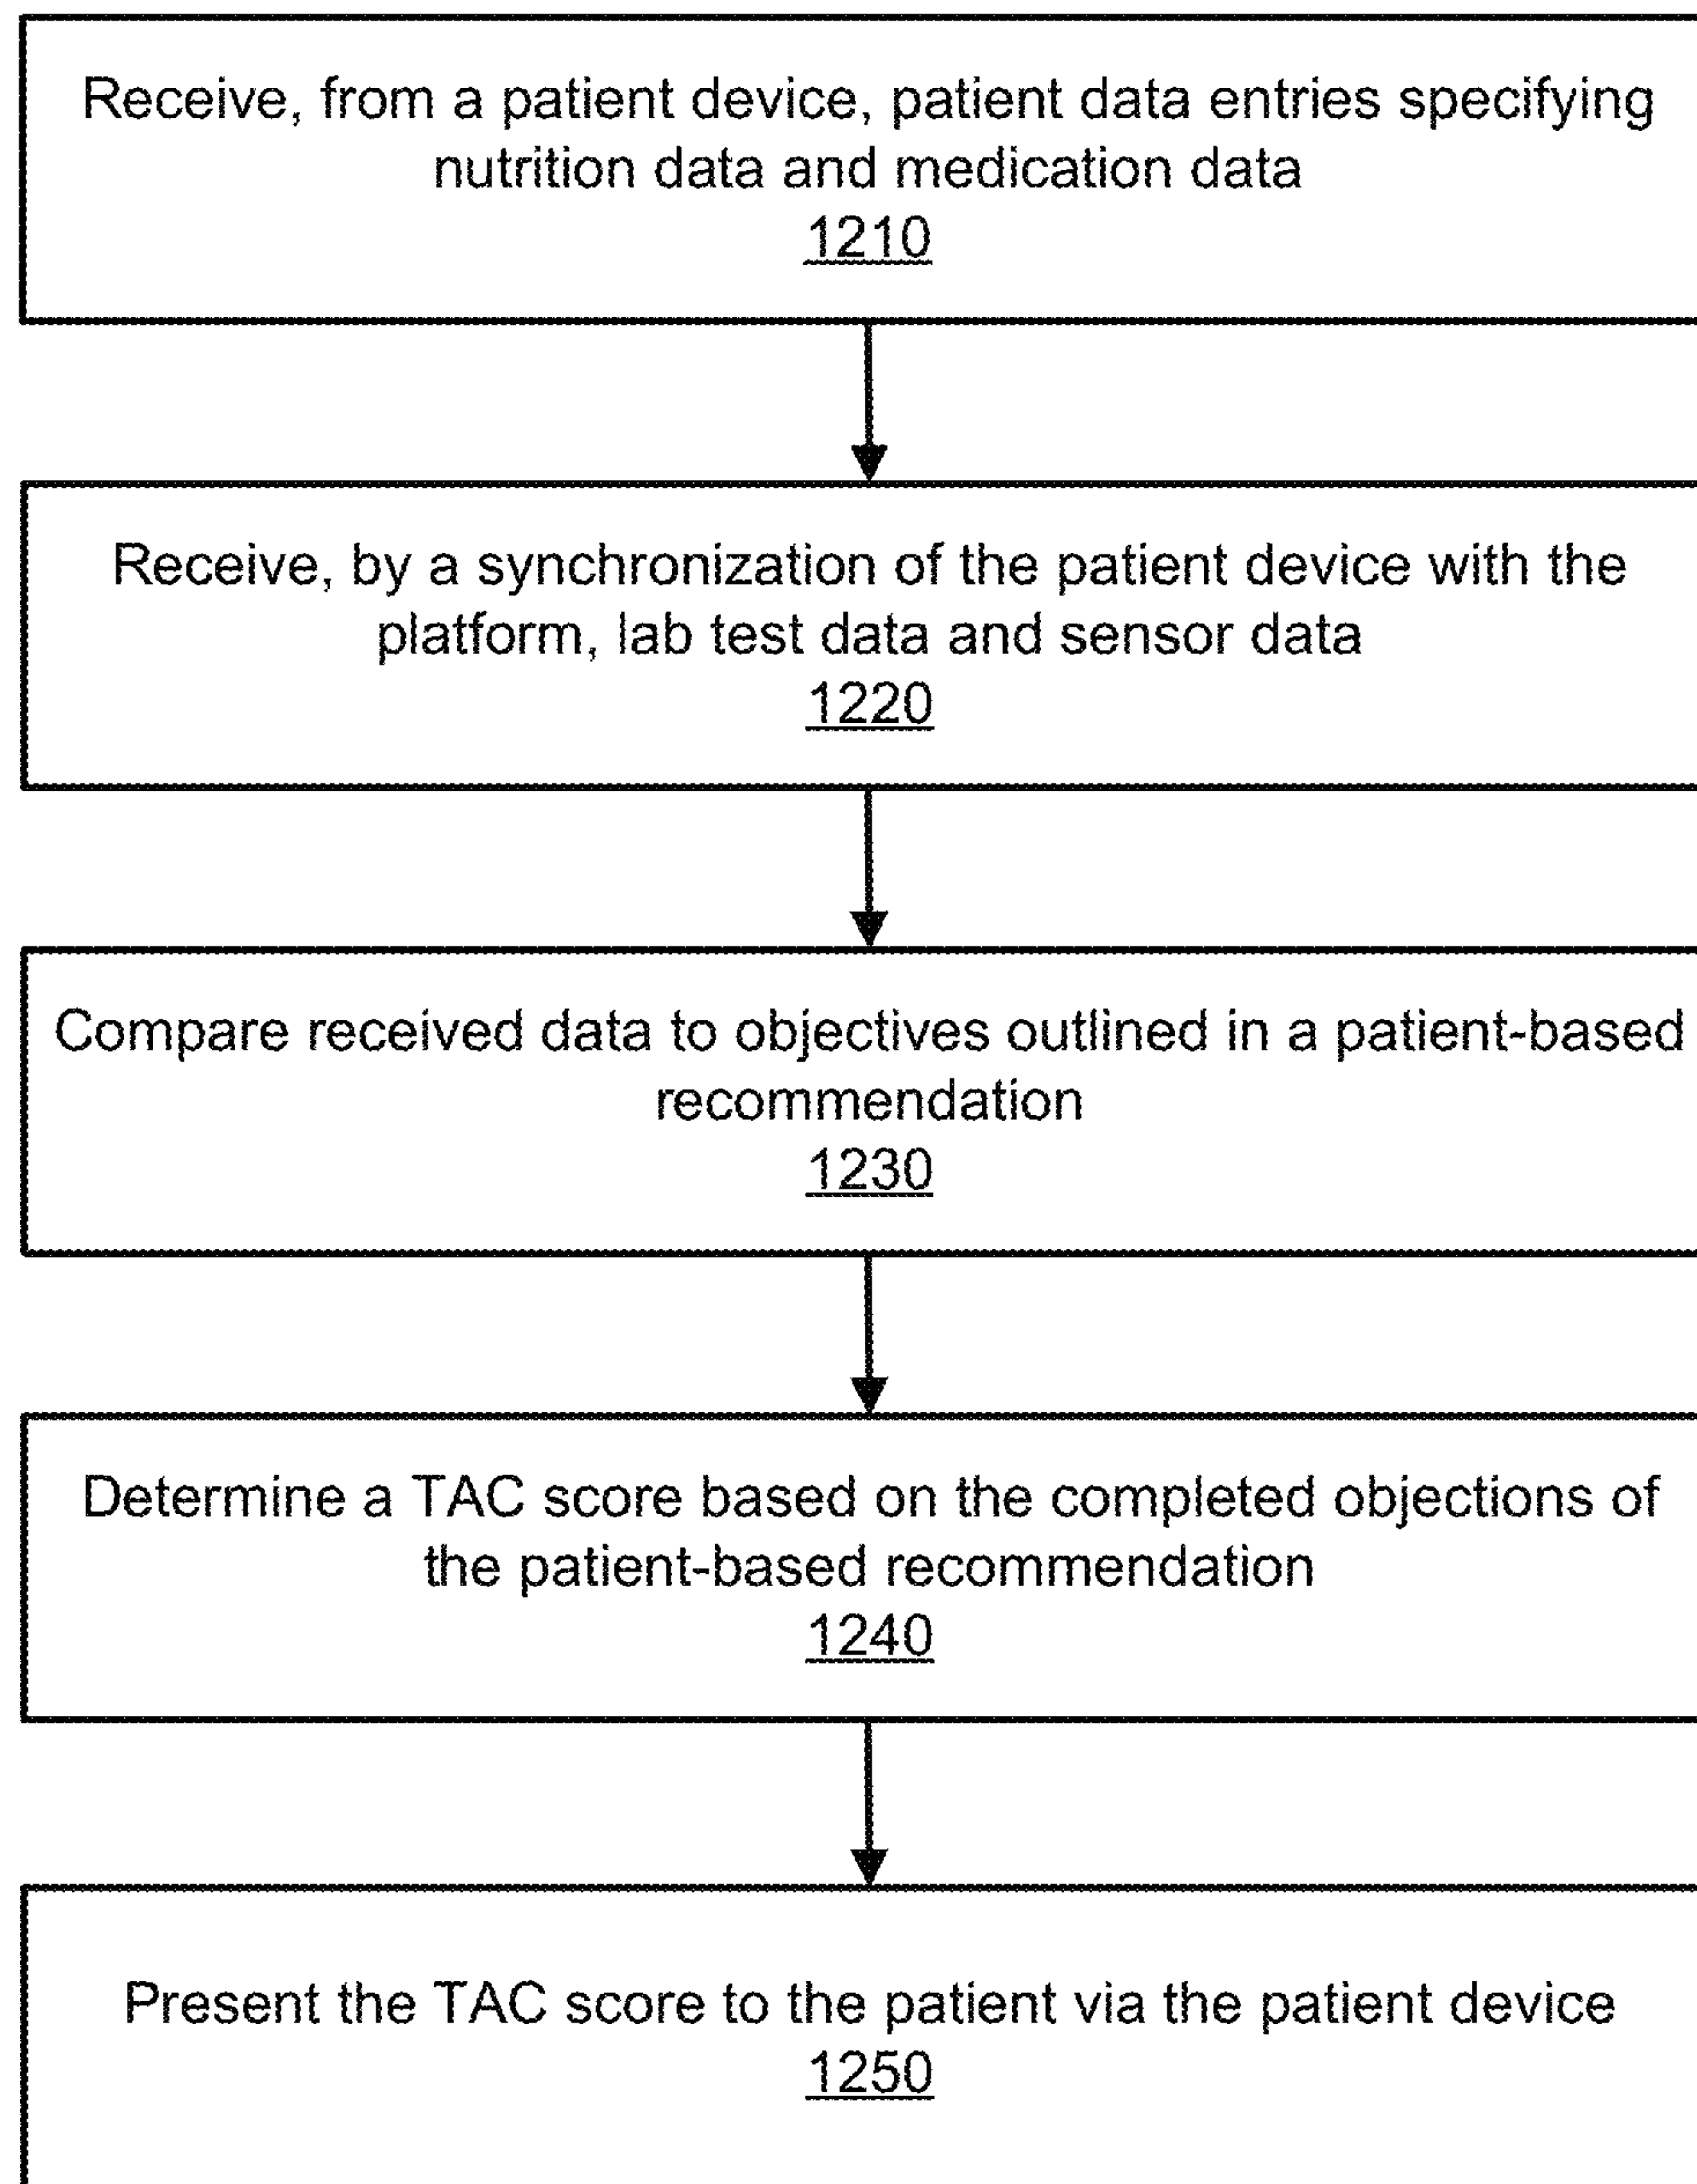 Receive, from a patient device, patient data entries specifying
nutrition data and medication data
1210
Receive, by a synchronization of the patient device with the
platform, lab test data and sensor data
1220
Compare received data to objectives outlined in a patient-based
recommendation
1230
Determine a TAC score based on the completed objections of
the patient-based recommendation
1240
Present the TAC score to the patient via the patient device
1250